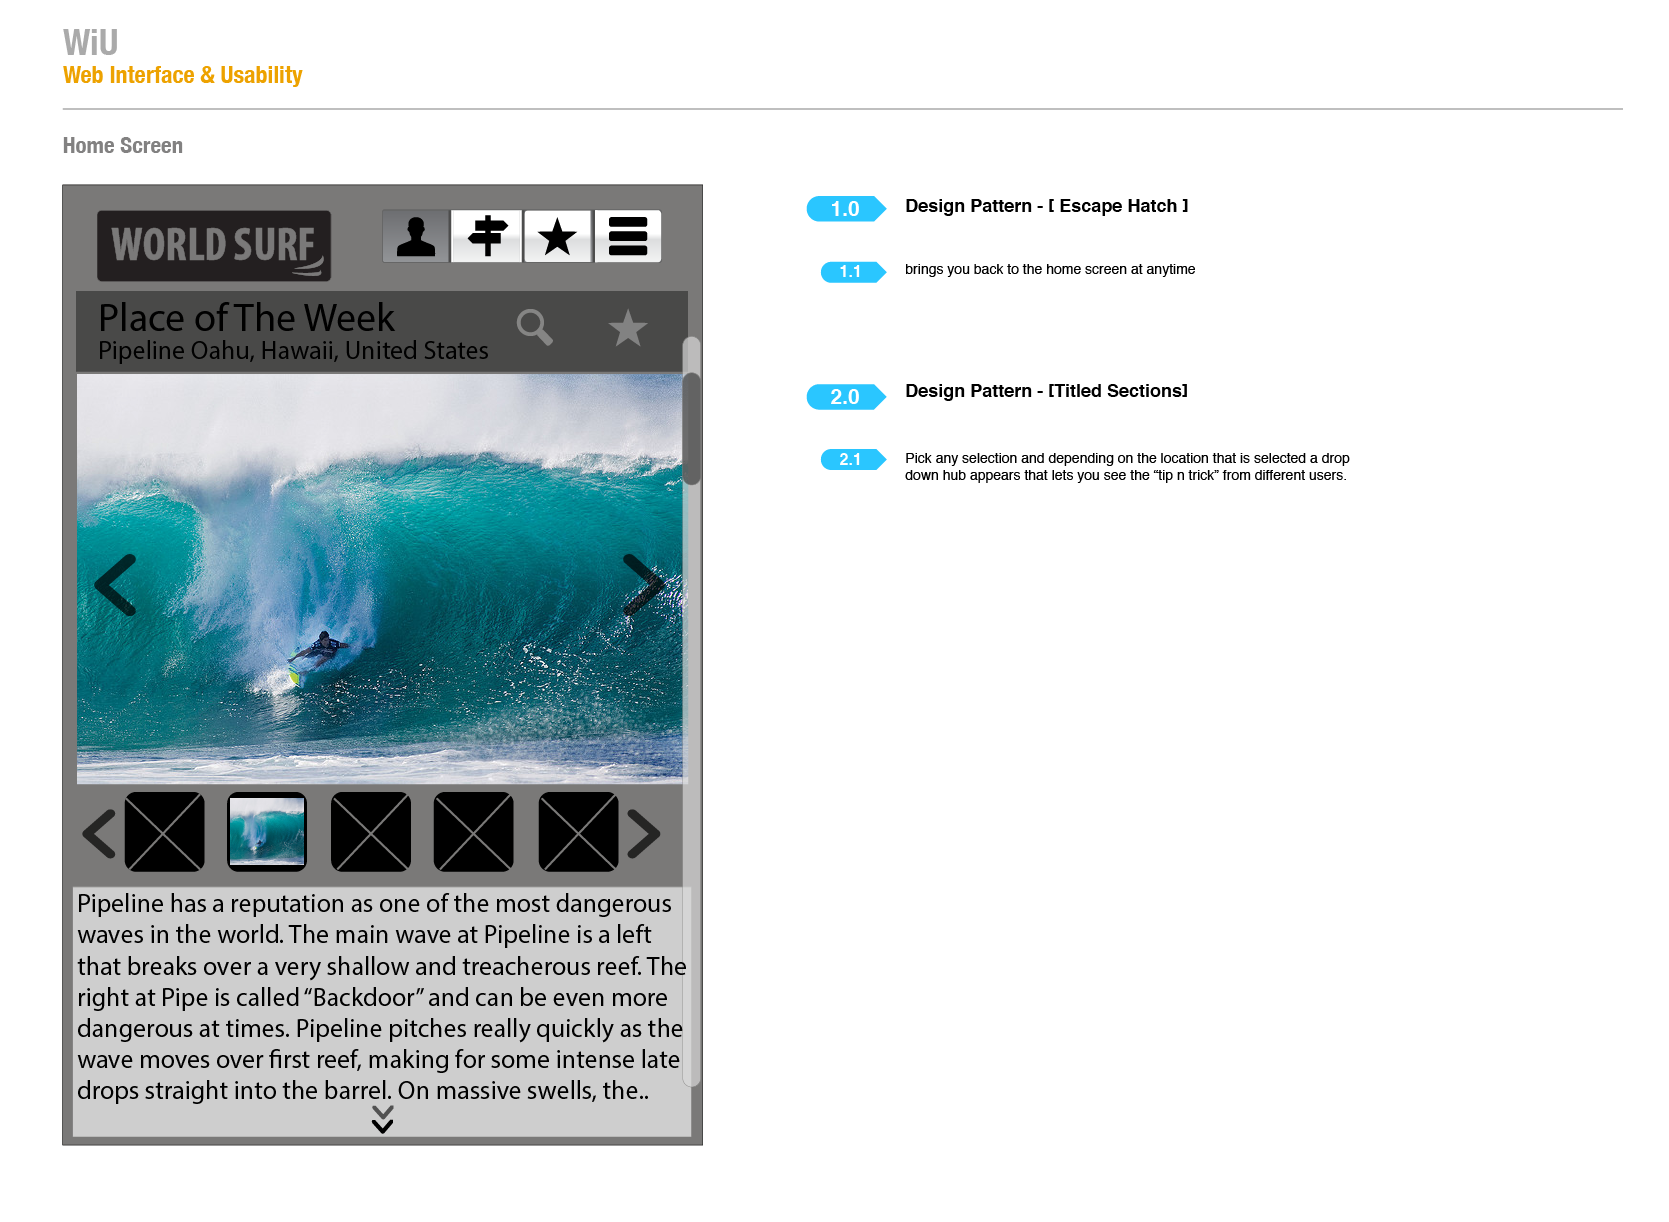 WiU
Web Interface & Usability
Home Screen
WORLD SURF
Place of The Week
Pipeline Oahu, Hawaii, United States
Pipeline has a reputation as one of the most dangerous
waves in the world. The main wave at Pipeline is a left
that breaks over a very shallow and treacherous reef. The
right at Pipe is called “Backdoor” and can be even more
dangerous at times. Pipeline pitches really quickly as the
wave moves over first reef, making for some intense late
drops straight into the barrel. On massive swells, the..
1.0 Design Pattern - [ Escape Hatch ]
1.1 brings you back to the home screen at anytime
2.0 Design Pattern - [Titled Sections]
2.1 Pick any selection and depending on the location that is selected a drop
down hub appears that lets you see the “tip n trick” from different users.